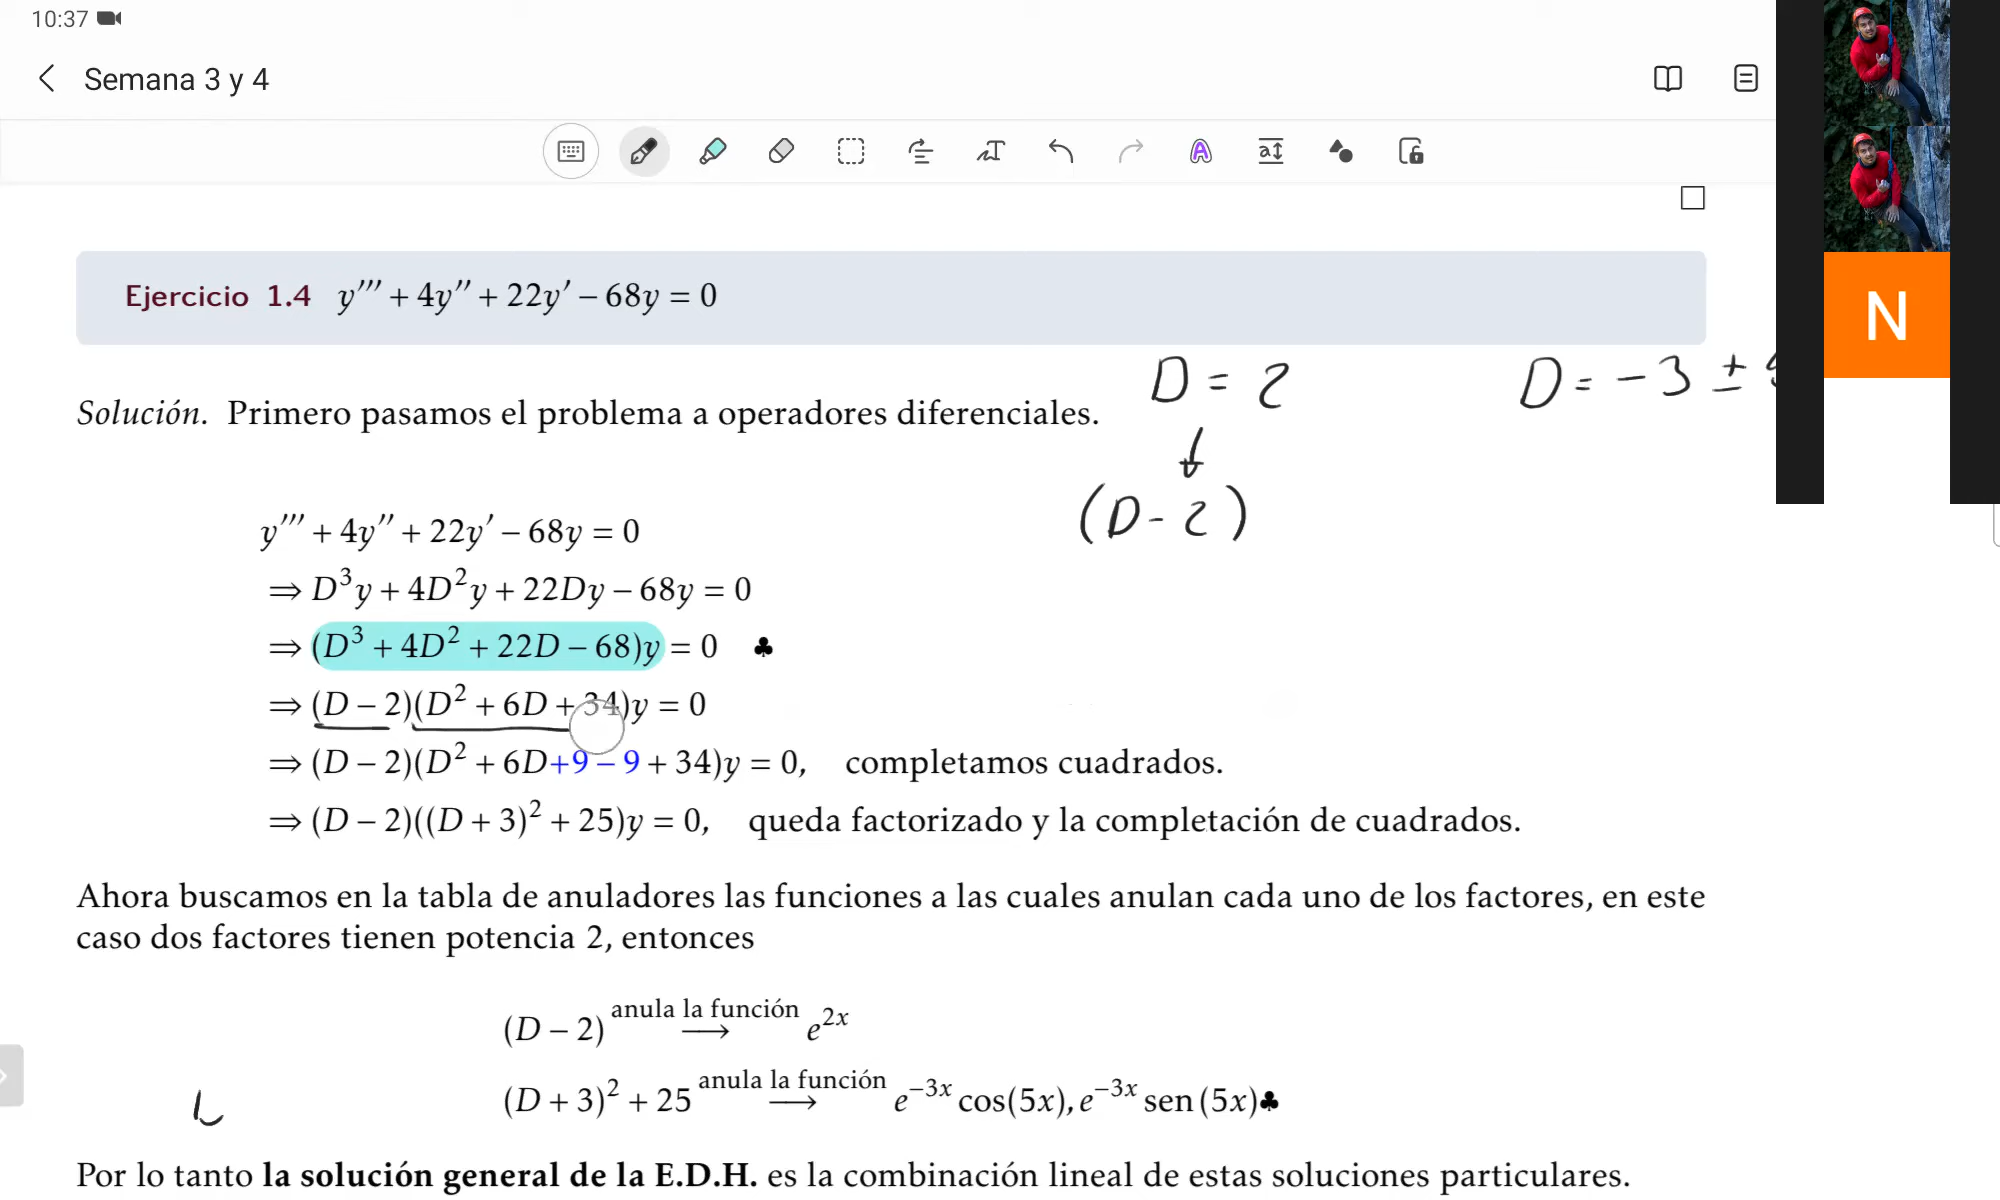 10:37
Semana 3 y 4
Ejercicio 1.4 y''' + 4y'' + 22y' − 68y = 0
D = 2
D = −3 ±
Solución. Primero pasamos el problema a operadores diferenciales.
(D − 2)
y''' + 4y'' + 22y' − 68y = 0
⇒ D³y + 4D²y + 22Dy − 68y = 0
⇒ (D³ + 4D² + 22D − 68)y = 0 ♣
⇒ (D − 2)(D² + 6D + 34)y = 0
⇒ (D − 2)(D² + 6D+9 − 9 + 34)y = 0, completamos cuadrados.
⇒ (D − 2)((D + 3)² + 25)y = 0, queda factorizado y la completación de cuadrados.
Ahora buscamos en la tabla de anuladores las funciones a las cuales anulan cada uno de los factores, en este
caso dos factores tienen potencia 2, entonces
(D − 2) anula la función ⟶ e^{2x}
(D + 3)² + 25 anula la función ⟶ e^{−3x} cos(5x), e^{−3x} sen(5x)♣
Por lo tanto la solución general de la E.D.H. es la combinación lineal de estas soluciones particulares.
N